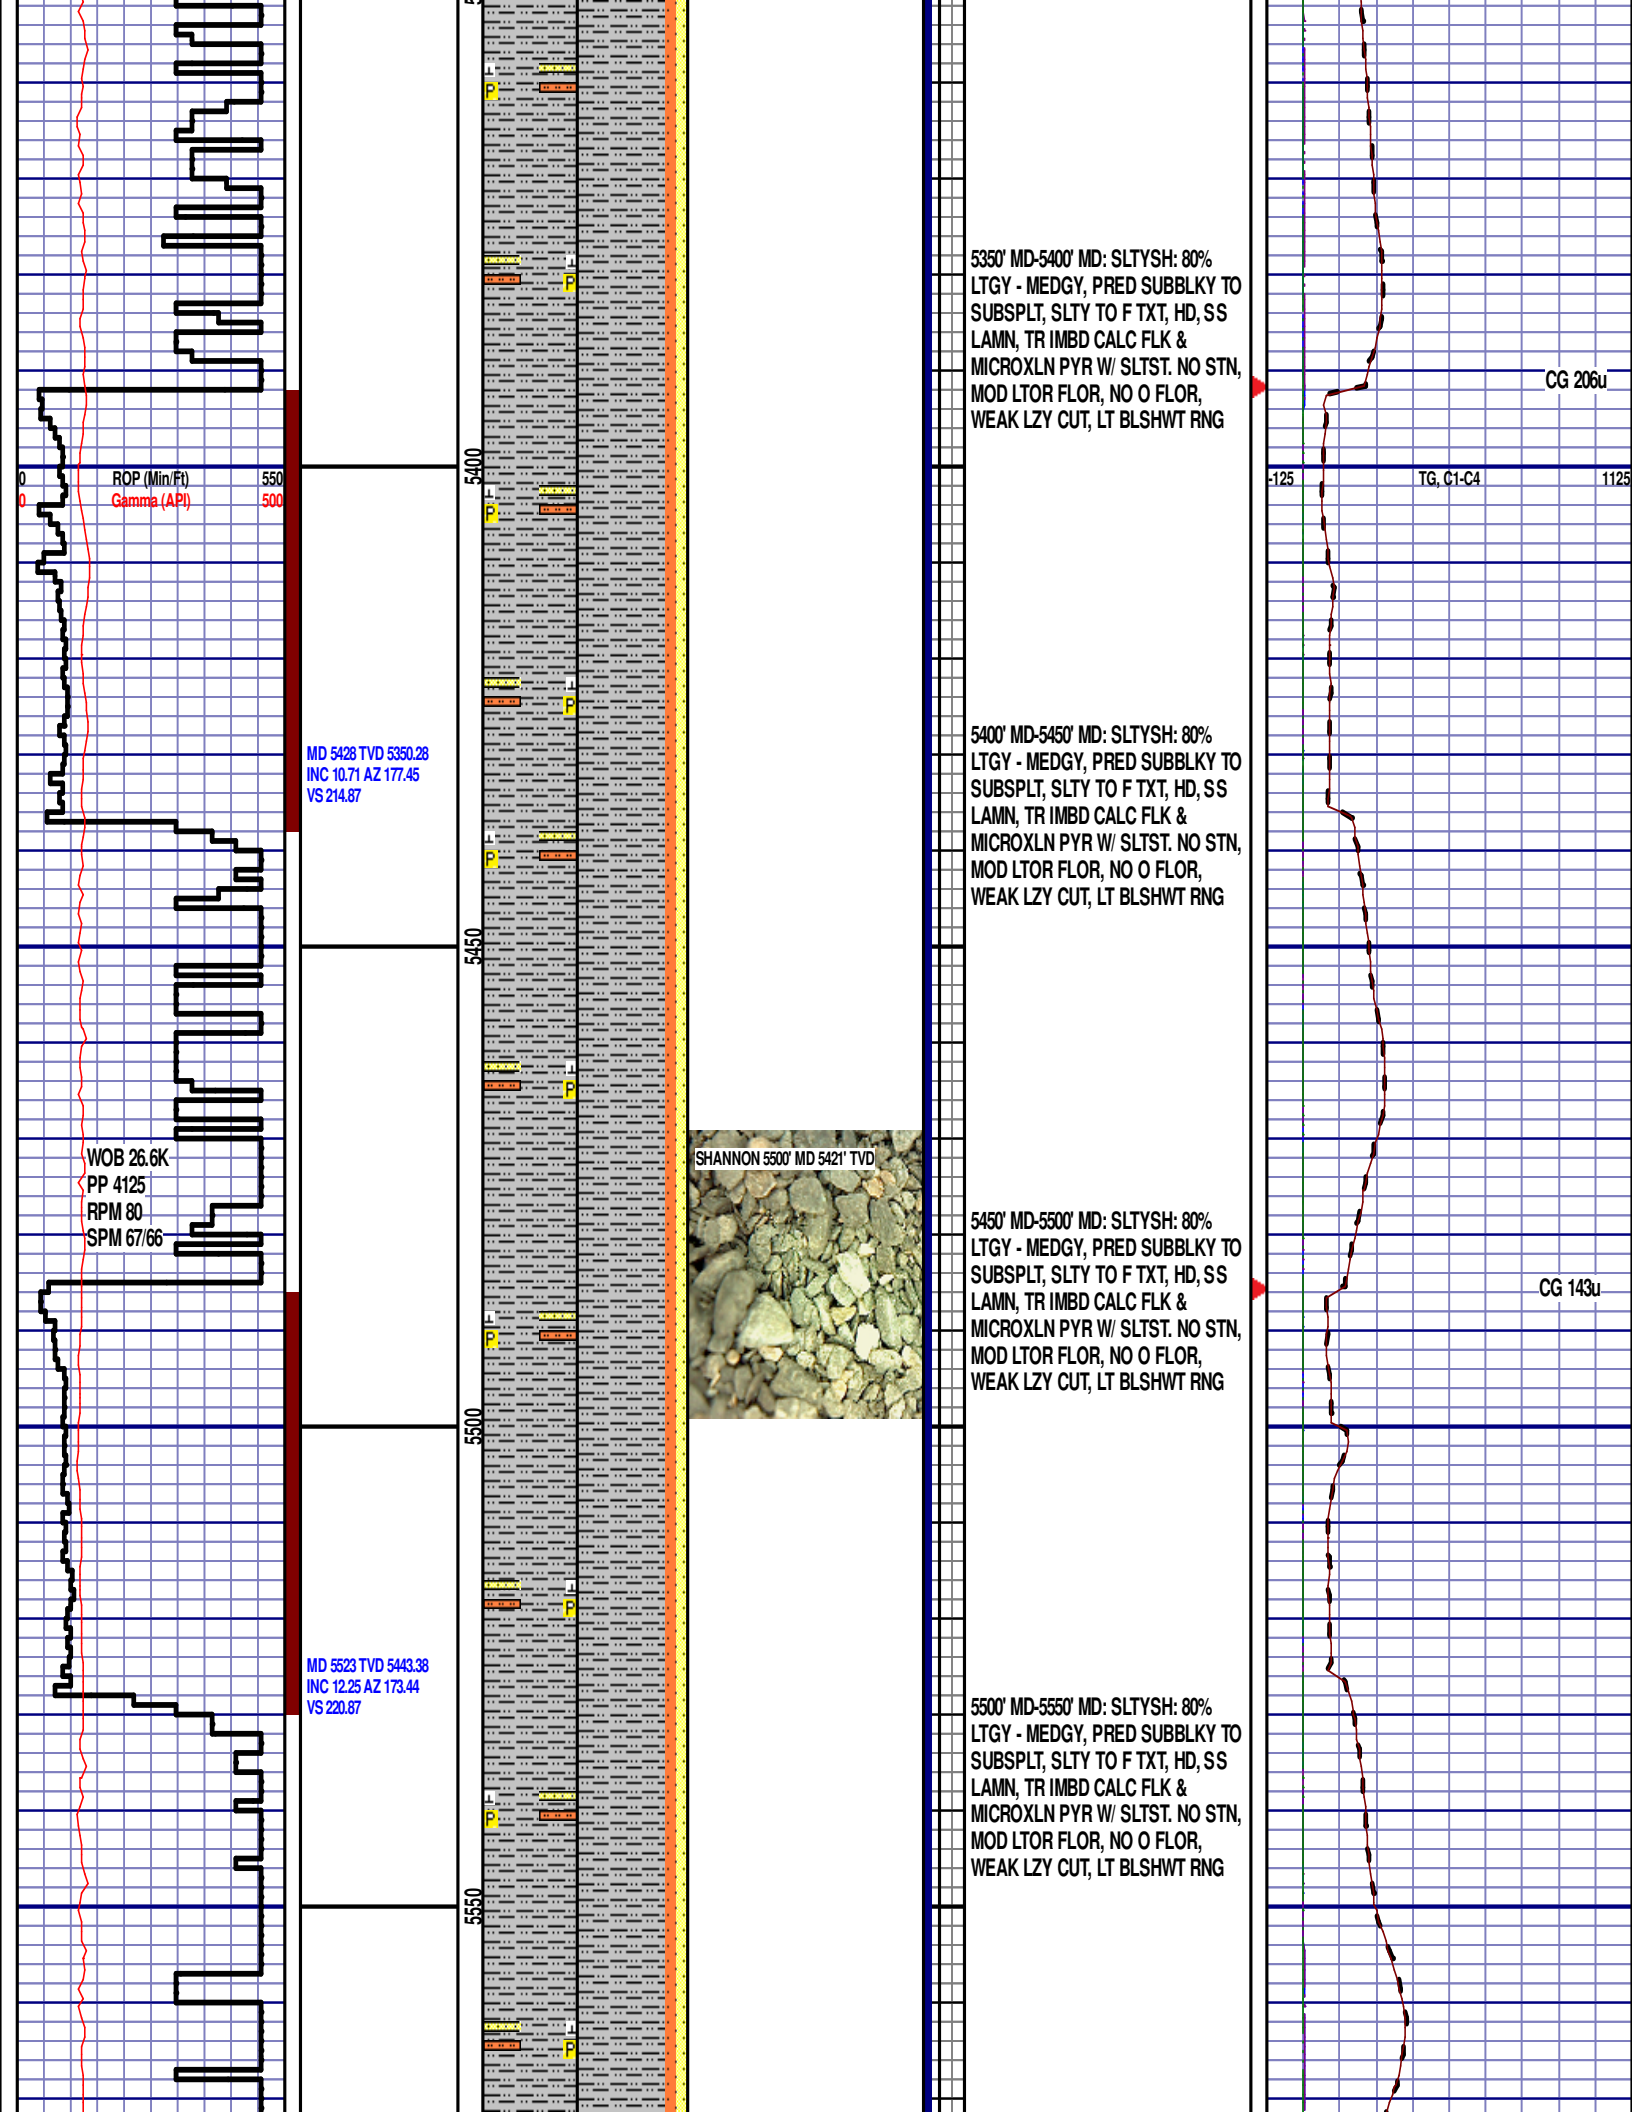 5350' MD-5400' MD: SLTYSH: 80%
LTGY - MEDGY, PRED SUBBLKY TO
SUBSPLT, SLTY TO F TXT, HD, SS
LAMN, TR IMBD CALC FLK &
MICROXLN PYR W/ SLTST. NO STN,
MOD LTOR FLOR, NO O FLOR,
WEAK LZY CUT, LT BLSHWT RNG
CG 206u
5400
0 ROP (Min/Ft) 550
0 Gamma (API) 500
-125 TG, C1-C4 1125
MD 5428 TVD 5350.28
INC 10.71 AZ 177.45
VS 214.87
5400' MD-5450' MD: SLTYSH: 80%
LTGY - MEDGY, PRED SUBBLKY TO
SUBSPLT, SLTY TO F TXT, HD, SS
LAMN, TR IMBD CALC FLK &
MICROXLN PYR W/ SLTST. NO STN,
MOD LTOR FLOR, NO O FLOR,
WEAK LZY CUT, LT BLSHWT RNG
5450
WOB 26.6K
PP 4125
RPM 80
SPM 67/66
SHANNON 5500' MD 5421' TVD
5450' MD-5500' MD: SLTYSH: 80%
LTGY - MEDGY, PRED SUBBLKY TO
SUBSPLT, SLTY TO F TXT, HD, SS
LAMN, TR IMBD CALC FLK &
MICROXLN PYR W/ SLTST. NO STN,
MOD LTOR FLOR, NO O FLOR,
WEAK LZY CUT, LT BLSHWT RNG
CG 143u
5500
MD 5523 TVD 5443.38
INC 12.25 AZ 173.44
VS 220.87
5500' MD-5550' MD: SLTYSH: 80%
LTGY - MEDGY, PRED SUBBLKY TO
SUBSPLT, SLTY TO F TXT, HD, SS
LAMN, TR IMBD CALC FLK &
MICROXLN PYR W/ SLTST. NO STN,
MOD LTOR FLOR, NO O FLOR,
WEAK LZY CUT, LT BLSHWT RNG
5550
P
P
P
P
P
P
P
P
P
P